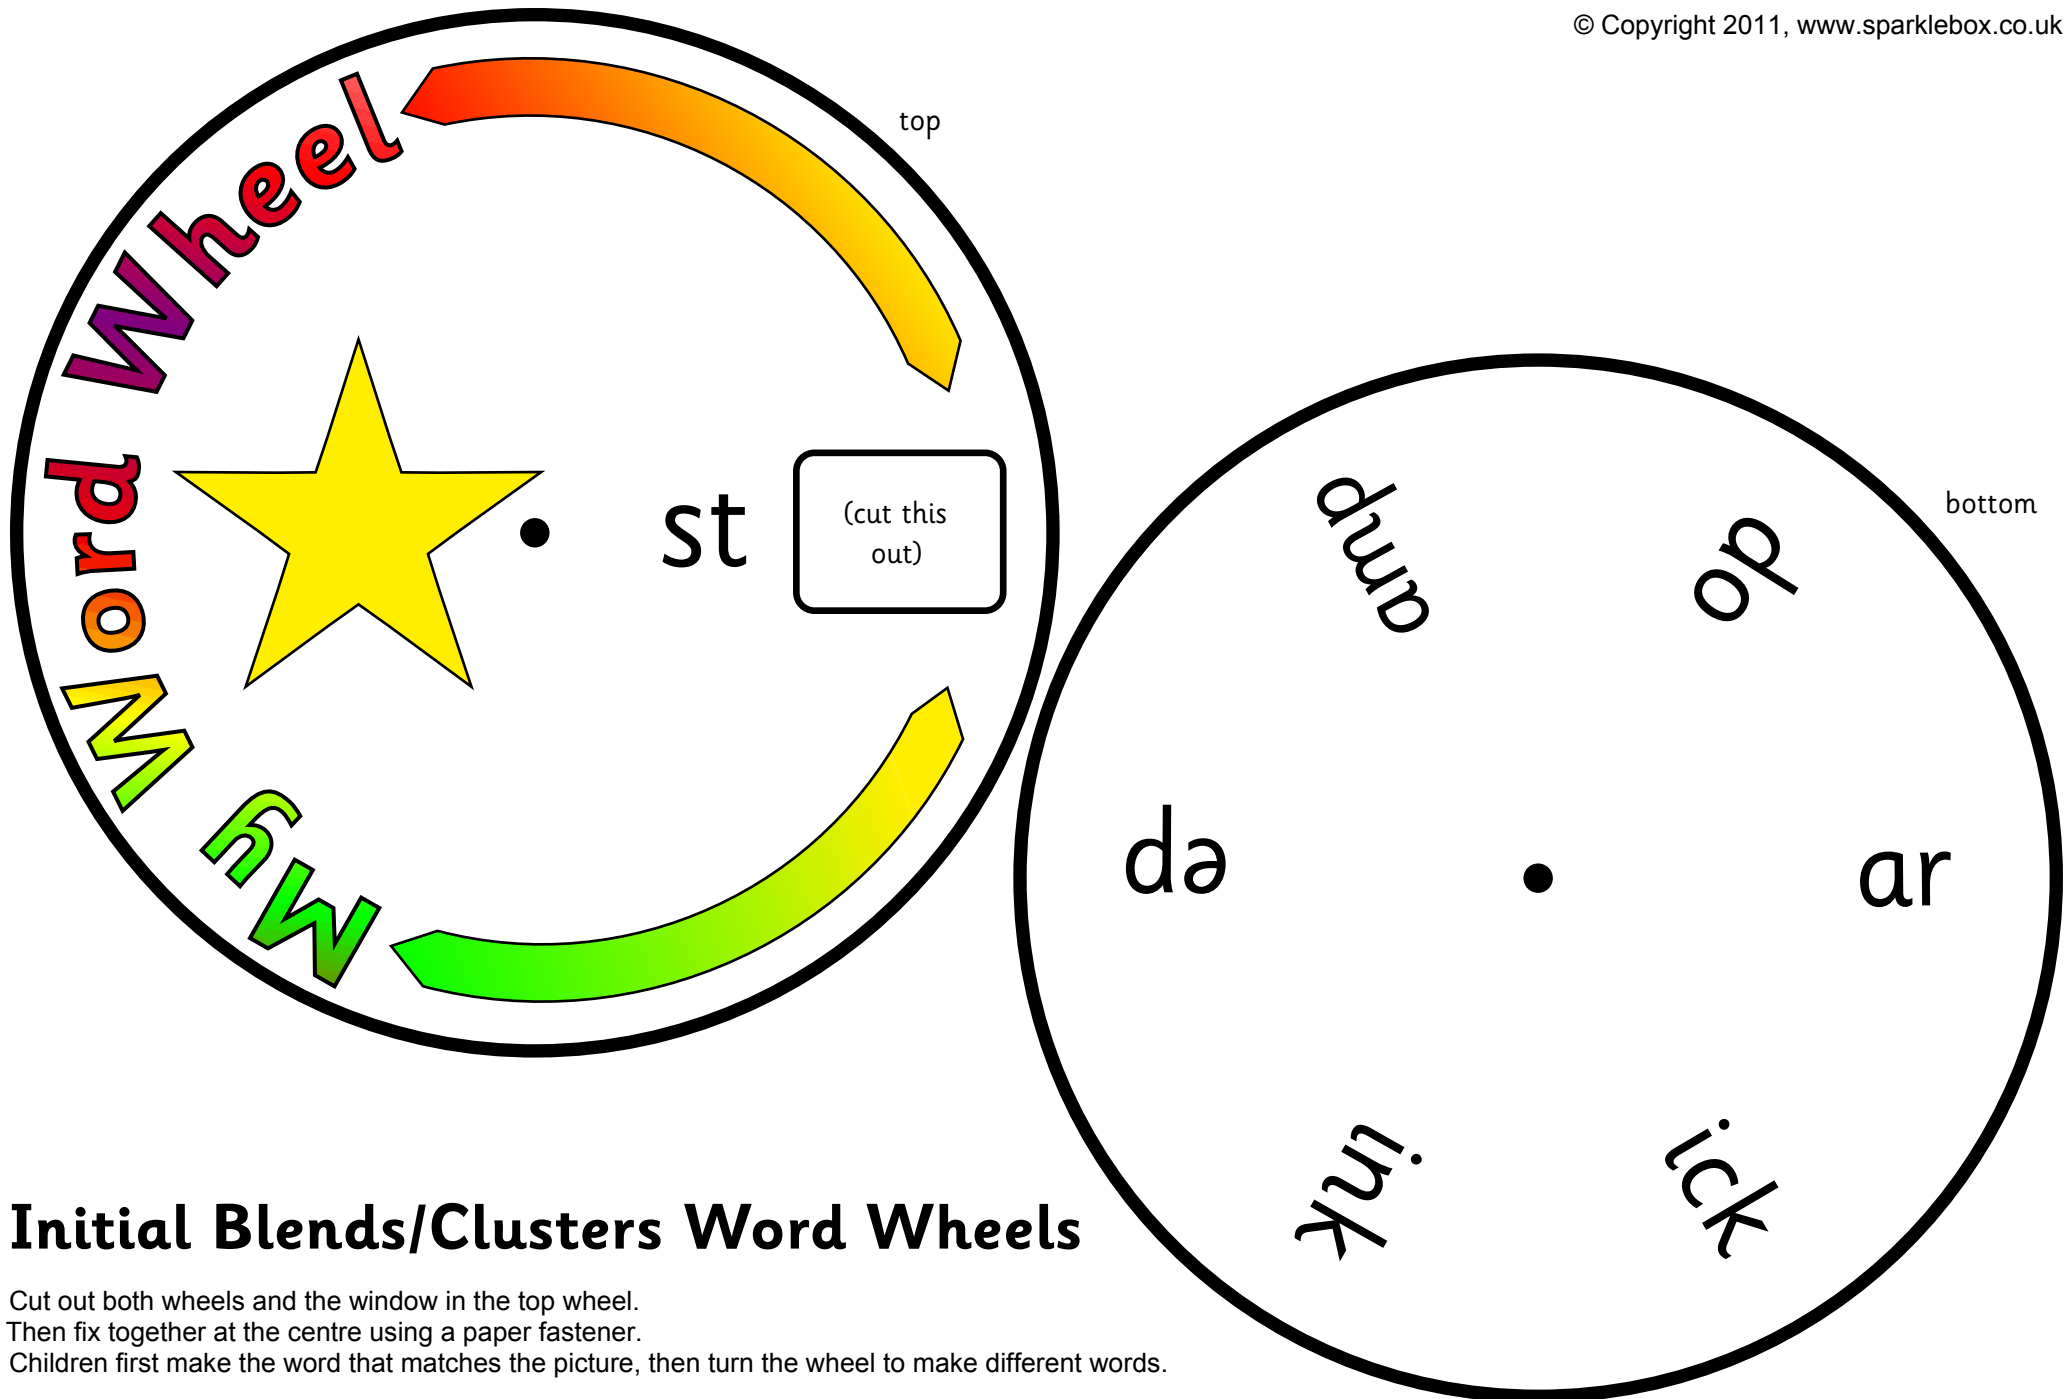 © Copyright 2011, www.sparklebox.co.uk
top
My Word Wheel
st
(cut this
out)
bottom
amp
op
ep
ar
ink
ick
Initial Blends/Clusters Word Wheels
Cut out both wheels and the window in the top wheel.
Then fix together at the centre using a paper fastener.
Children first make the word that matches the picture, then turn the wheel to make different words.